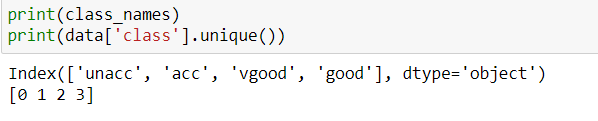 print(class_names)
print(data['class'].unique())
Index(['unacc', 'acc', 'vgood', 'good'], dtype='object')
[0 1 2 3]